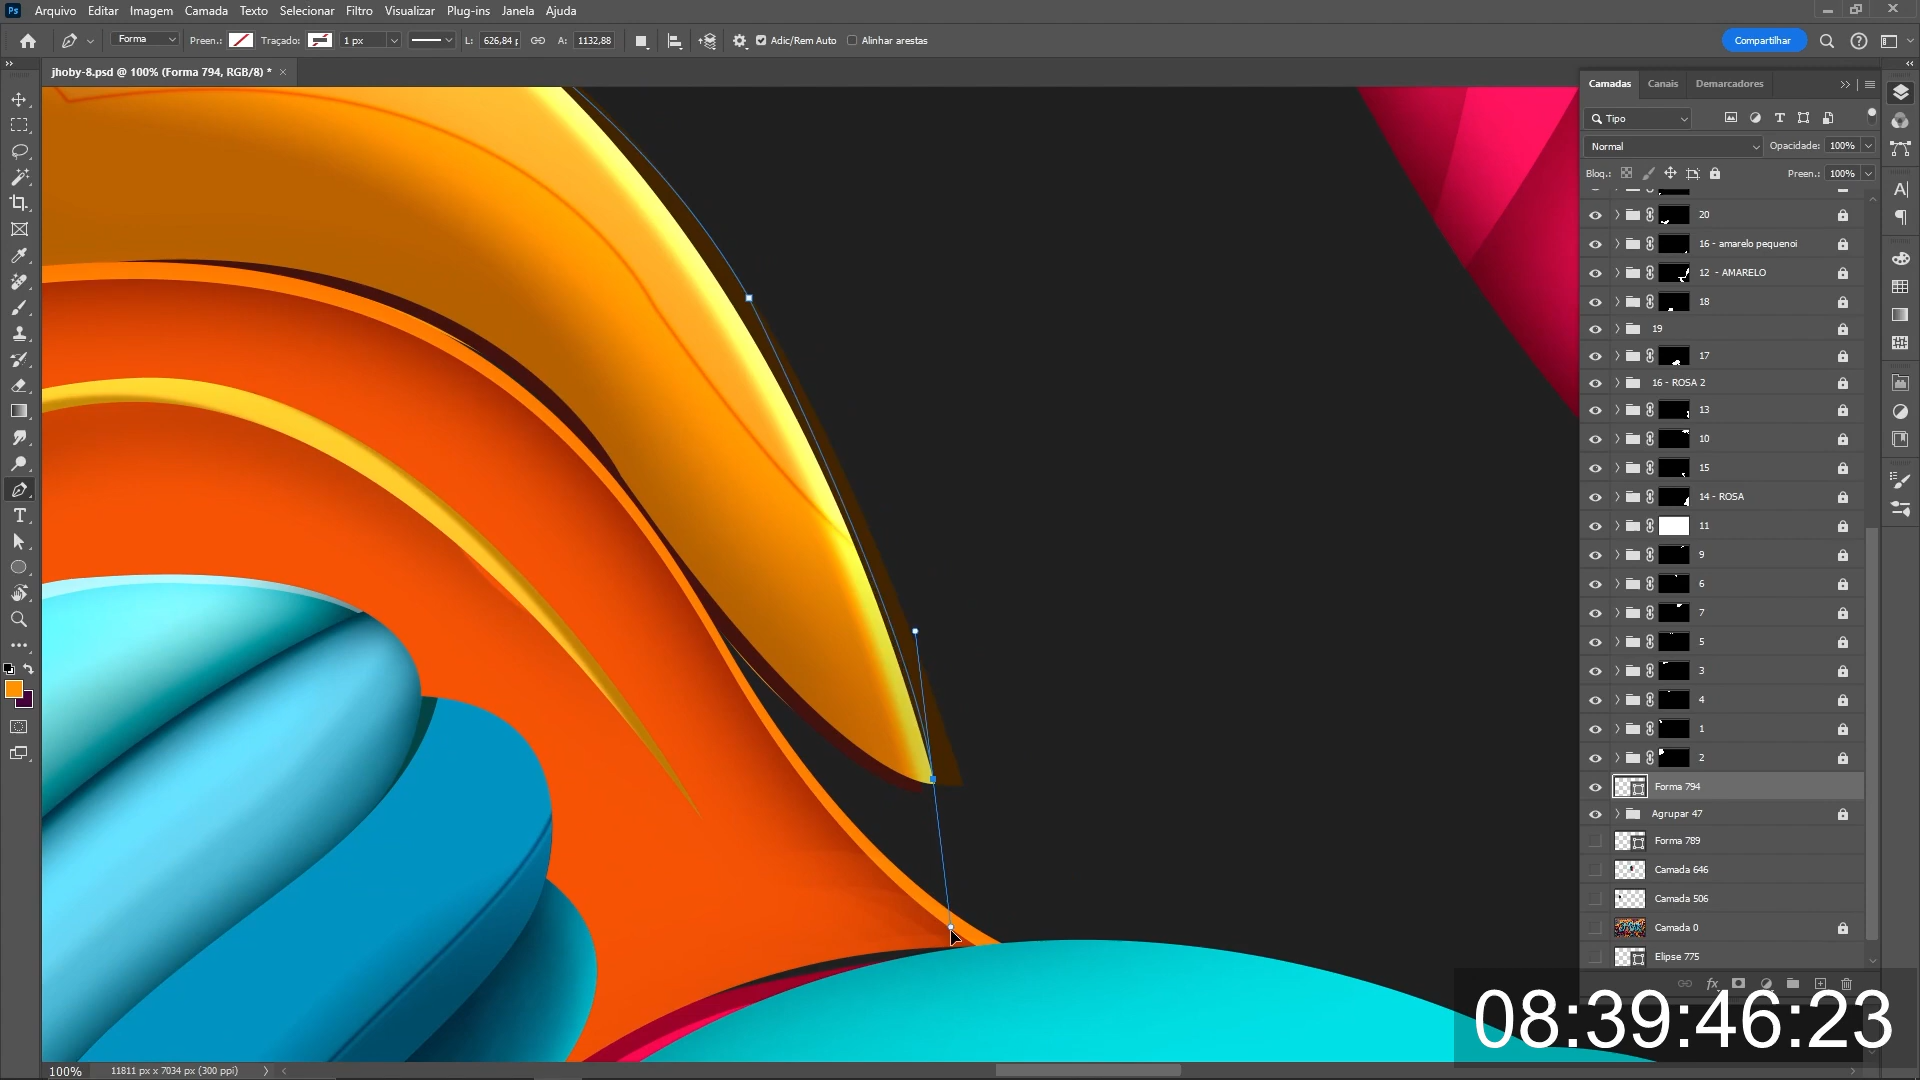 Ps Arquivo Editar Imagem Camada Texto Selecionar Filtro Plug-ins Visualizar Janela Ajuda
Forma Preen.: Traçado: 1 px L: 626,84 A: 1132,88 Adic/Rem Auto Alinhar arestas Compartilhar
jhoby-8.psd @ 100% (Forma 794, RGB/8) * ×
Camadas Canais Demarcadores
Tipo
Normal Opacidade: 100%
Bloq.: Preen.: 100%
20
16 - amarelo pequenoi
12 - AMARELO
18
19
17
16 - ROSA 2
13
10
15
14 - ROSA
11
9
6
7
5
3
4
1
2
Forma 794
Agrupar 47
Forma 789
Camada 646
Camada 506
Camada 0
Elipse 775
fx
08:39:46:23
100% 11811 px x 7034 px (300 ppi)